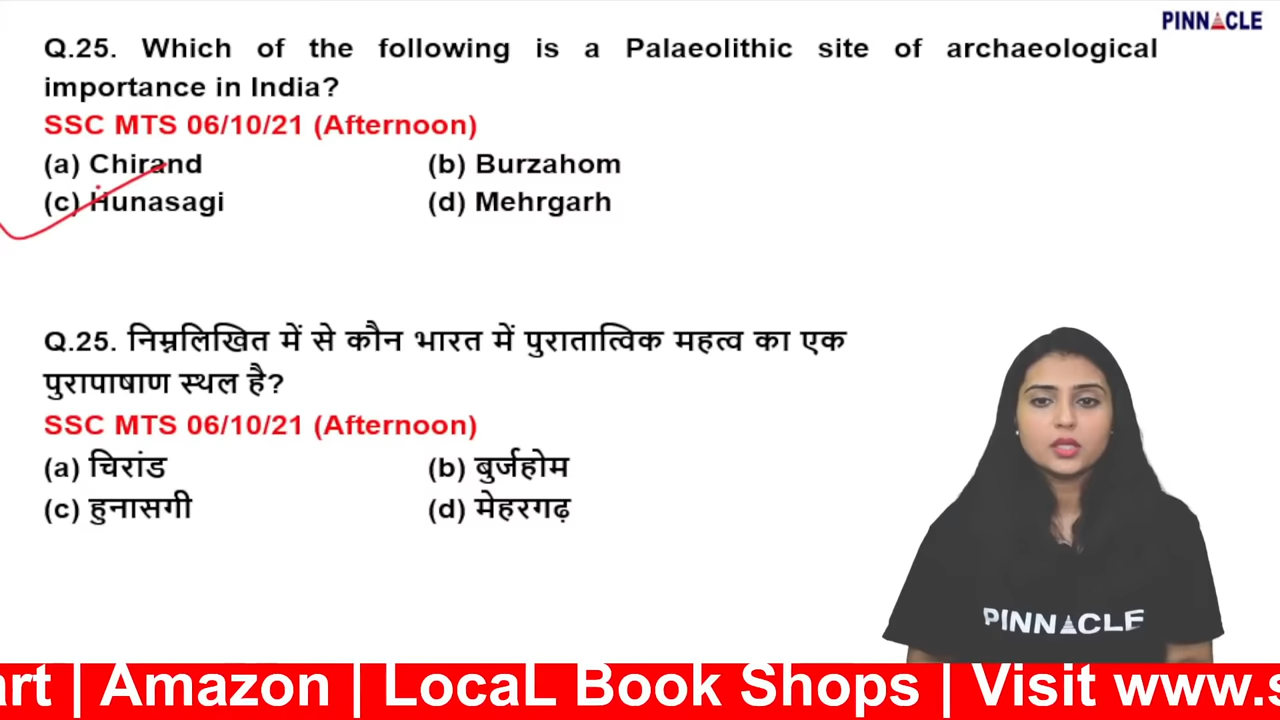 PINNACLE
Q.25. Which of the following is a Palaeolithic site of archaeological
importance in India?
SSC MTS 06/10/21 (Afternoon)
(a) Chirand (b) Burzahom
(c) Hunasagi (d) Mehrgarh
Q.25. निम्नलिखित में से कौन भारत में पुरातात्विक महत्व का एक
पुरापाषाण स्थल है?
SSC MTS 06/10/21 (Afternoon)
(a) चिरांड (b) बुर्जहोम
(c) हुनासगी (d) मेहरगढ़
PINNACLE
art | Amazon | LocaL Book Shops | Visit www.s